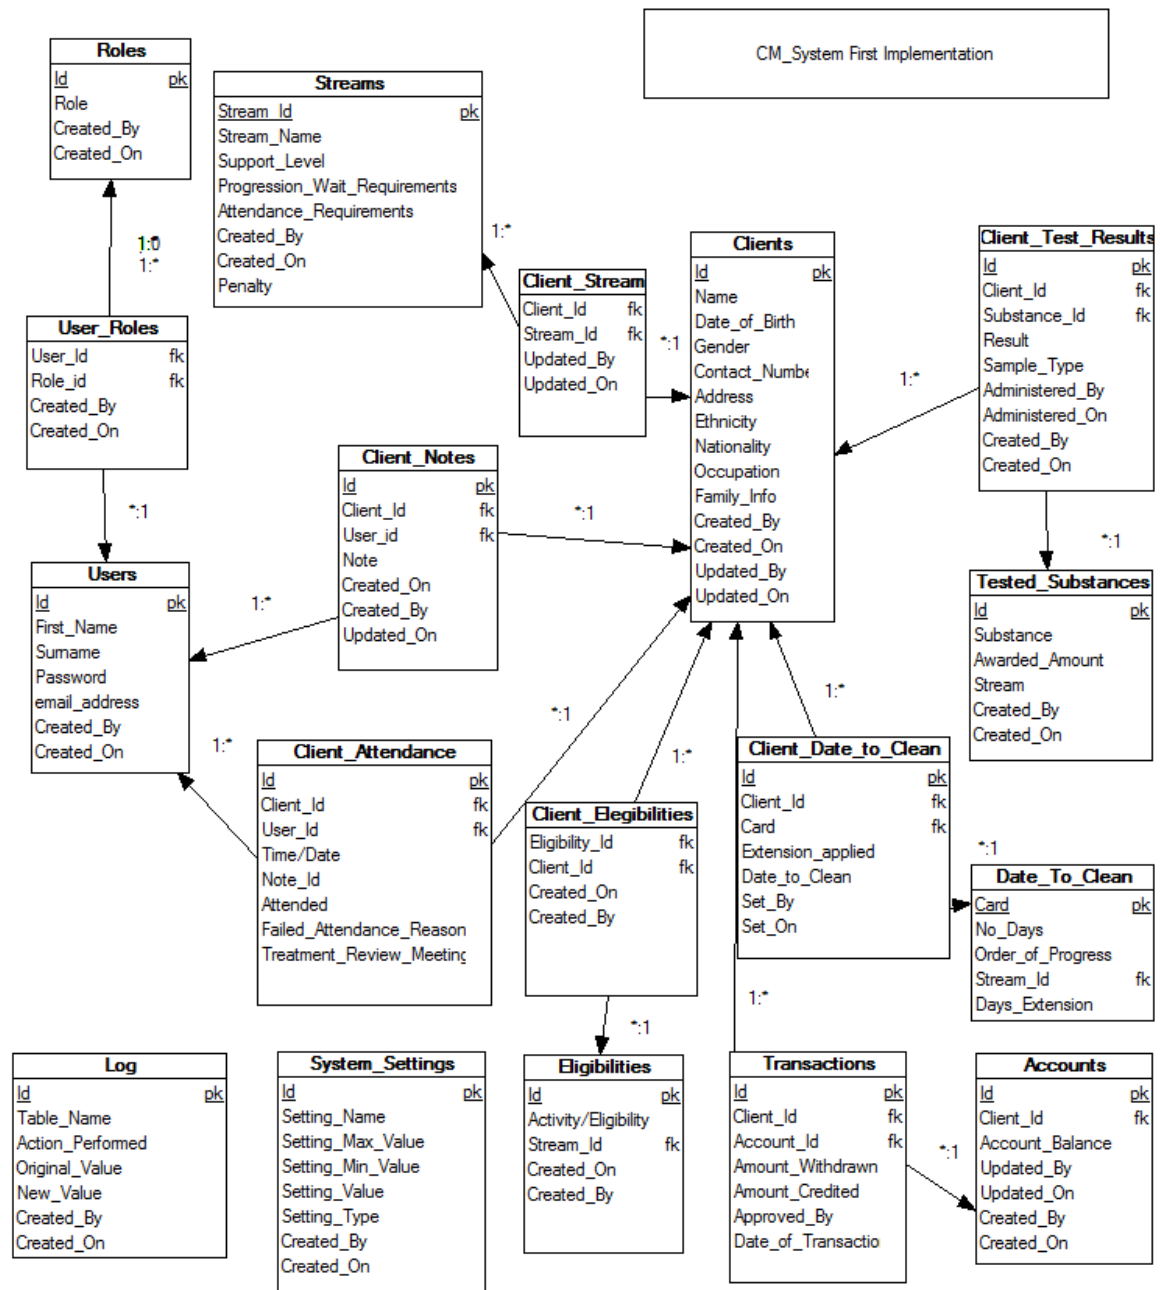 CM_System First Implementation
Roles
Id pk
Role
Created_By
Created_On
Streams
Stream_Id pk
Stream_Name
Support_Level
Progression_Wait_Requirements
Attendance_Requirements
Created_By
Created_On
Penalty
1:*
1:*
User_Roles
User_Id fk
Role_id fk
Created_By
Created_On
*:1
Client_Stream
Client_Id fk
Stream_Id fk
Updated_By
Updated_On
*:1
Clients
Id pk
Name
Date_of_Birth
Gender
Contact_Numbe
Address
Ethnicity
Nationality
Occupation
Family_Info
Created_By
Created_On
Updated_By
Updated_On
1:*
Client_Test_Results
Id pk
Client_Id fk
Substance_Id fk
Result
Sample_Type
Administered_By
Administered_On
Created_By
Created_On
*:1
Client_Notes
Id pk
Client_Id fk
User_id fk
Note
Created_On
Created_By
Updated_On
*:1
1:*
Users
Id pk
First_Name
Surname
Password
email_address
Created_By
Created_On
1:*
Tested_Substances
Id pk
Substance
Awarded_Amount
Stream
Created_By
Created_On
Client_Attendance
Id pk
Client_Id fk
User_Id fk
Time/Date
Note_Id
Attended
Failed_Attendance_Reason
Treatment_Review_Meeting
*:1
1:*
Client_Elegibilities
Eligibility_Id fk
Client_Id fk
Created_On
Created_By
*:1
1:*
Client_Date_to_Clean
Id pk
Client_Id fk
Card fk
Extension_applied
Date_to_Clean
Set_By
Set_On
*:1
Date_To_Clean
Card pk
No_Days
Order_of_Progress
Stream_Id fk
Days_Extension
1:*
Log
Id pk
Table_Name
Action_Performed
Original_Value
New_Value
Created_By
Created_On
System_Settings
Id pk
Setting_Name
Setting_Max_Value
Setting_Min_Value
Setting_Value
Setting_Type
Created_By
Created_On
Eligibilities
Id pk
Activity/Eligibility
Stream_Id fk
Created_On
Created_By
Transactions
Id pk
Client_Id fk
Account_Id fk
Amount_Withdrawn
Amount_Credited
Approved_By
Date_of_Transactio
*:1
Accounts
Id pk
Client_Id fk
Account_Balance
Updated_By
Updated_On
Created_By
Created_On